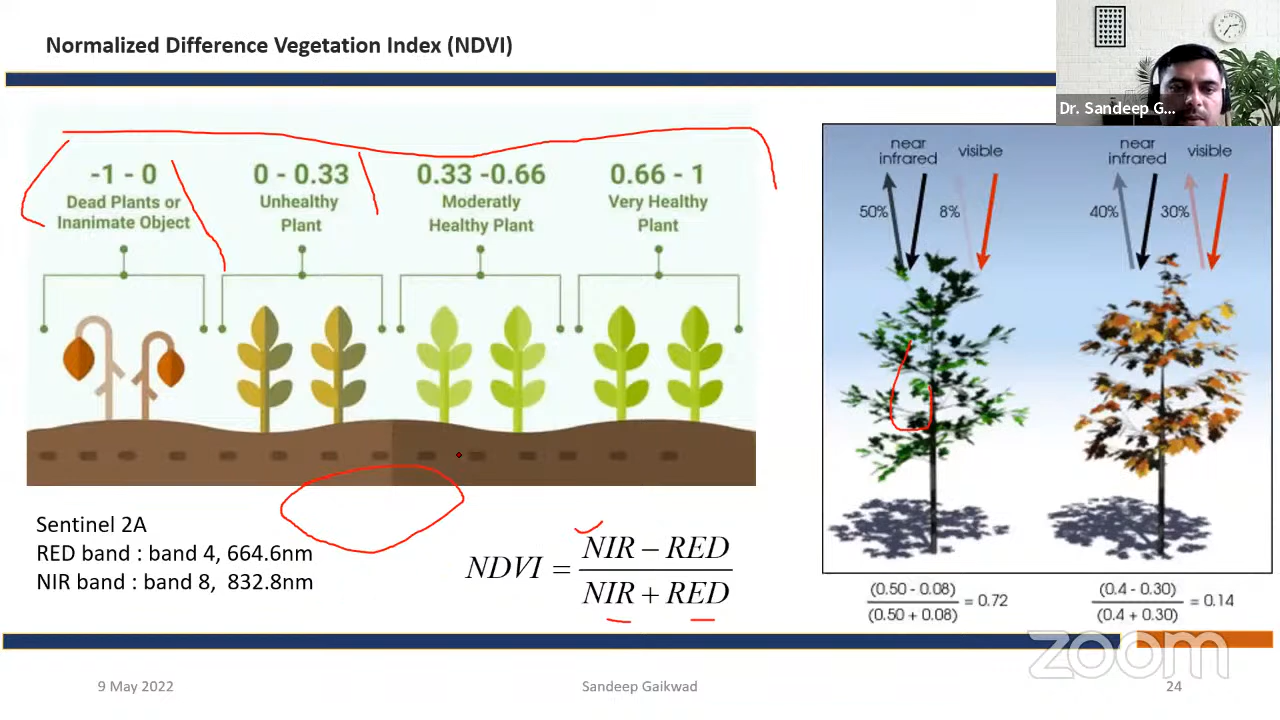 Normalized Difference Vegetation Index (NDVI)
Dr. Sandeep G...
-1 - 0
Dead Plants or
Inanimate Object
0 - 0.33
Unhealthy
Plant
0.33 -0.66
Moderatly
Healthy Plant
0.66 - 1
Very Healthy
Plant
near
infrared
visible
50%
8%
near
infrared
visible
40%
30%
Sentinel 2A
RED band : band 4, 664.6nm
NIR band : band 8,  832.8nm
NDVI = NIR − RED
NIR + RED
(0.50 - 0.08)
(0.50 + 0.08) = 0.72
(0.4 - 0.30)
(0.4 + 0.30) = 0.14
zoom
9 May 2022
Sandeep Gaikwad
24